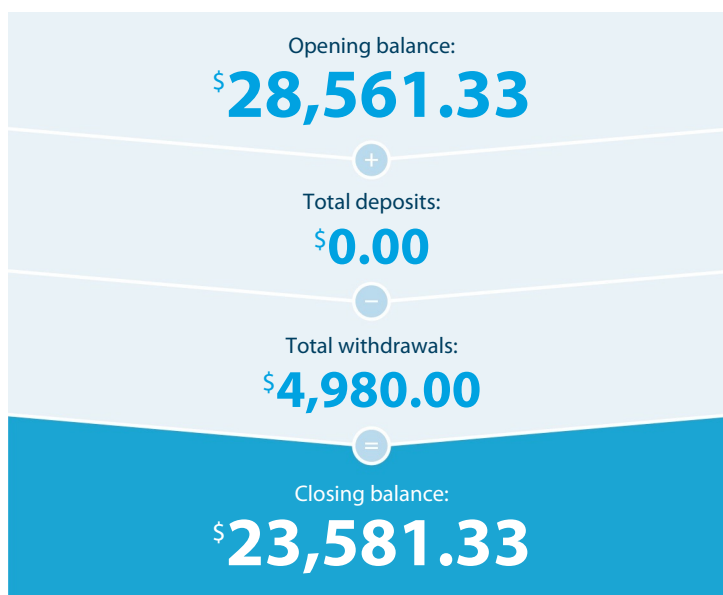 Opening balance:
$28,561.33
+
Total deposits:
$0.00
−
Total withdrawals:
$4,980.00
=
Closing balance:
$23,581.33